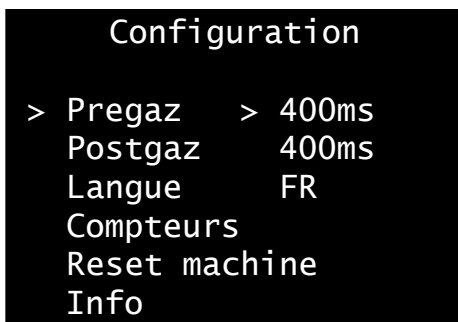 Configuration
> Pregaz > 400ms
Postgaz 400ms
Langue FR
Compteurs
Reset machine
Info